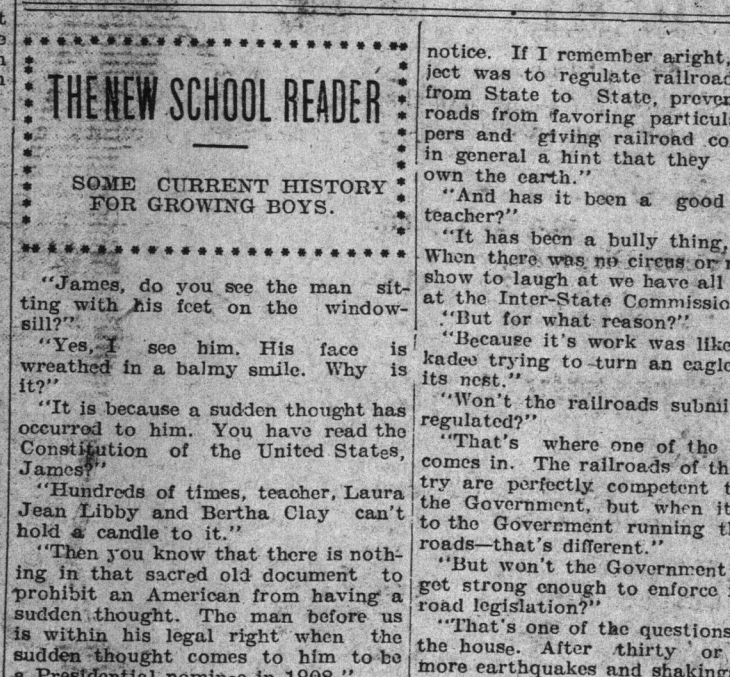 THE NEW SCHOOL READER
SOME CURRENT HISTORY
FOR GROWING BOYS.
"James, do you see the man sit-
ting with his feet on the window-
sill?"
"Yes, I see him. His face is
wreathed in a balmy smile. Why is
it?"
"It is because a sudden thought has
occurred to him. You have read the
Constitution of the United States,
James?"
"Hundreds of times, teacher, Laura
Jean Libby and Bertha Clay can't
hold a candle to it."
"Then you know that there is noth-
ing in that sacred old document to
prohibit an American from having a
sudden thought. The man before us
is within his legal right when the
sudden thought comes to him to be
a Presidential nominee in 1908."
notice. If I remember aright,
ject was to regulate railroad
from State to State, preven
roads from favoring particul
pers and giving railroad co
in general a hint that they
own the earth."
"And has it been a good
teacher?"
"It has been a bully thing,
When there was no circus or
show to laugh at we have all
at the Inter-State Commissio
"But for what reason?"
"Because it's work was like
kadee trying to turn an eagle
its nest."
"Won't the railroads submi
regulated?"
"That's where one of the
comes in. The railroads of th
try are perfectly competent t
the Government, but when it
to the Government running t
roads—that's different."
"But won't the Government
get strong enough to enforce
road legislation?"
"That's one of the questions
the house. After thirty or
more earthquakes and shaking